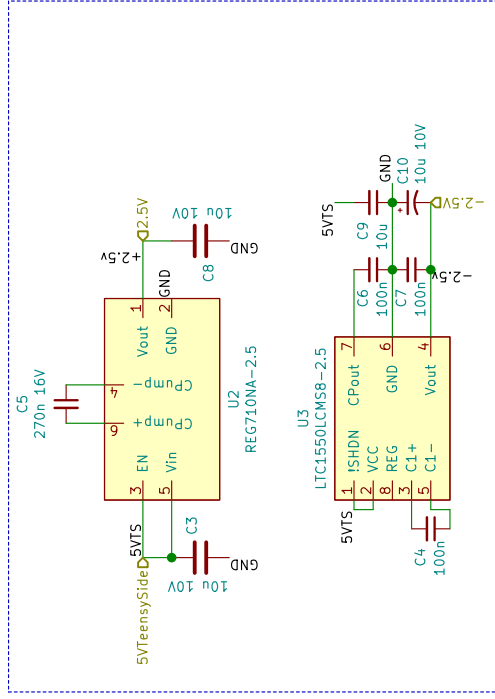 2.5V
+2.5v
10u 10V
C8
GND
GND
1
2
Vout
GND
C5
270n 16V
4
CPump-
6
CPump+
U2
REG710NA-2.5
EN
Vin
3
5
5VTS
C3
10u 10V
GND
5VTeensySide
GND
C10
10u 10V
5VTS
C9
10u
-2.5V
-2.5v
C6
100n
C7
100n
7
6
4
CPout
GND
Vout
U3
LTC1550LCMS8-2.5
!SHDN
VCC
REG
C1+
C1-
1
2
8
3
5
5VTS
C4
100n